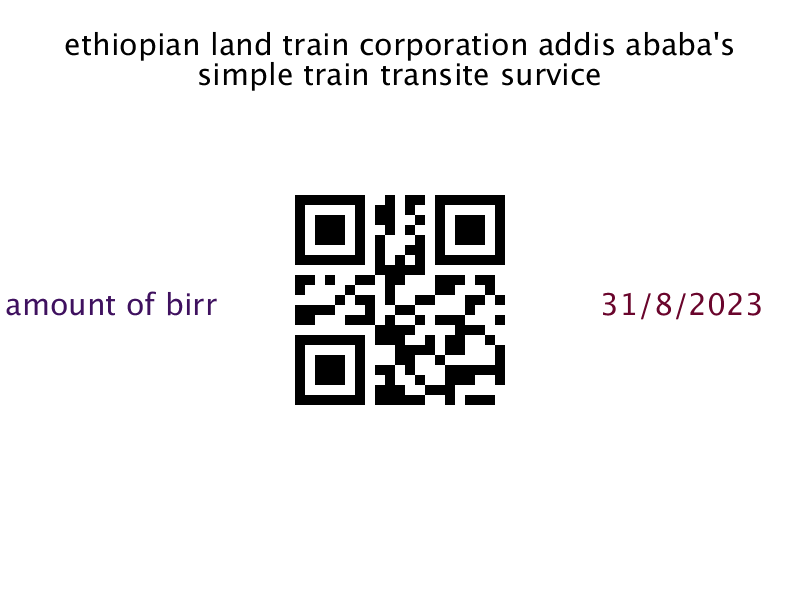 ethiopian land train corporation addis ababa's
simple train transite survice
amount of birr
31/8/2023